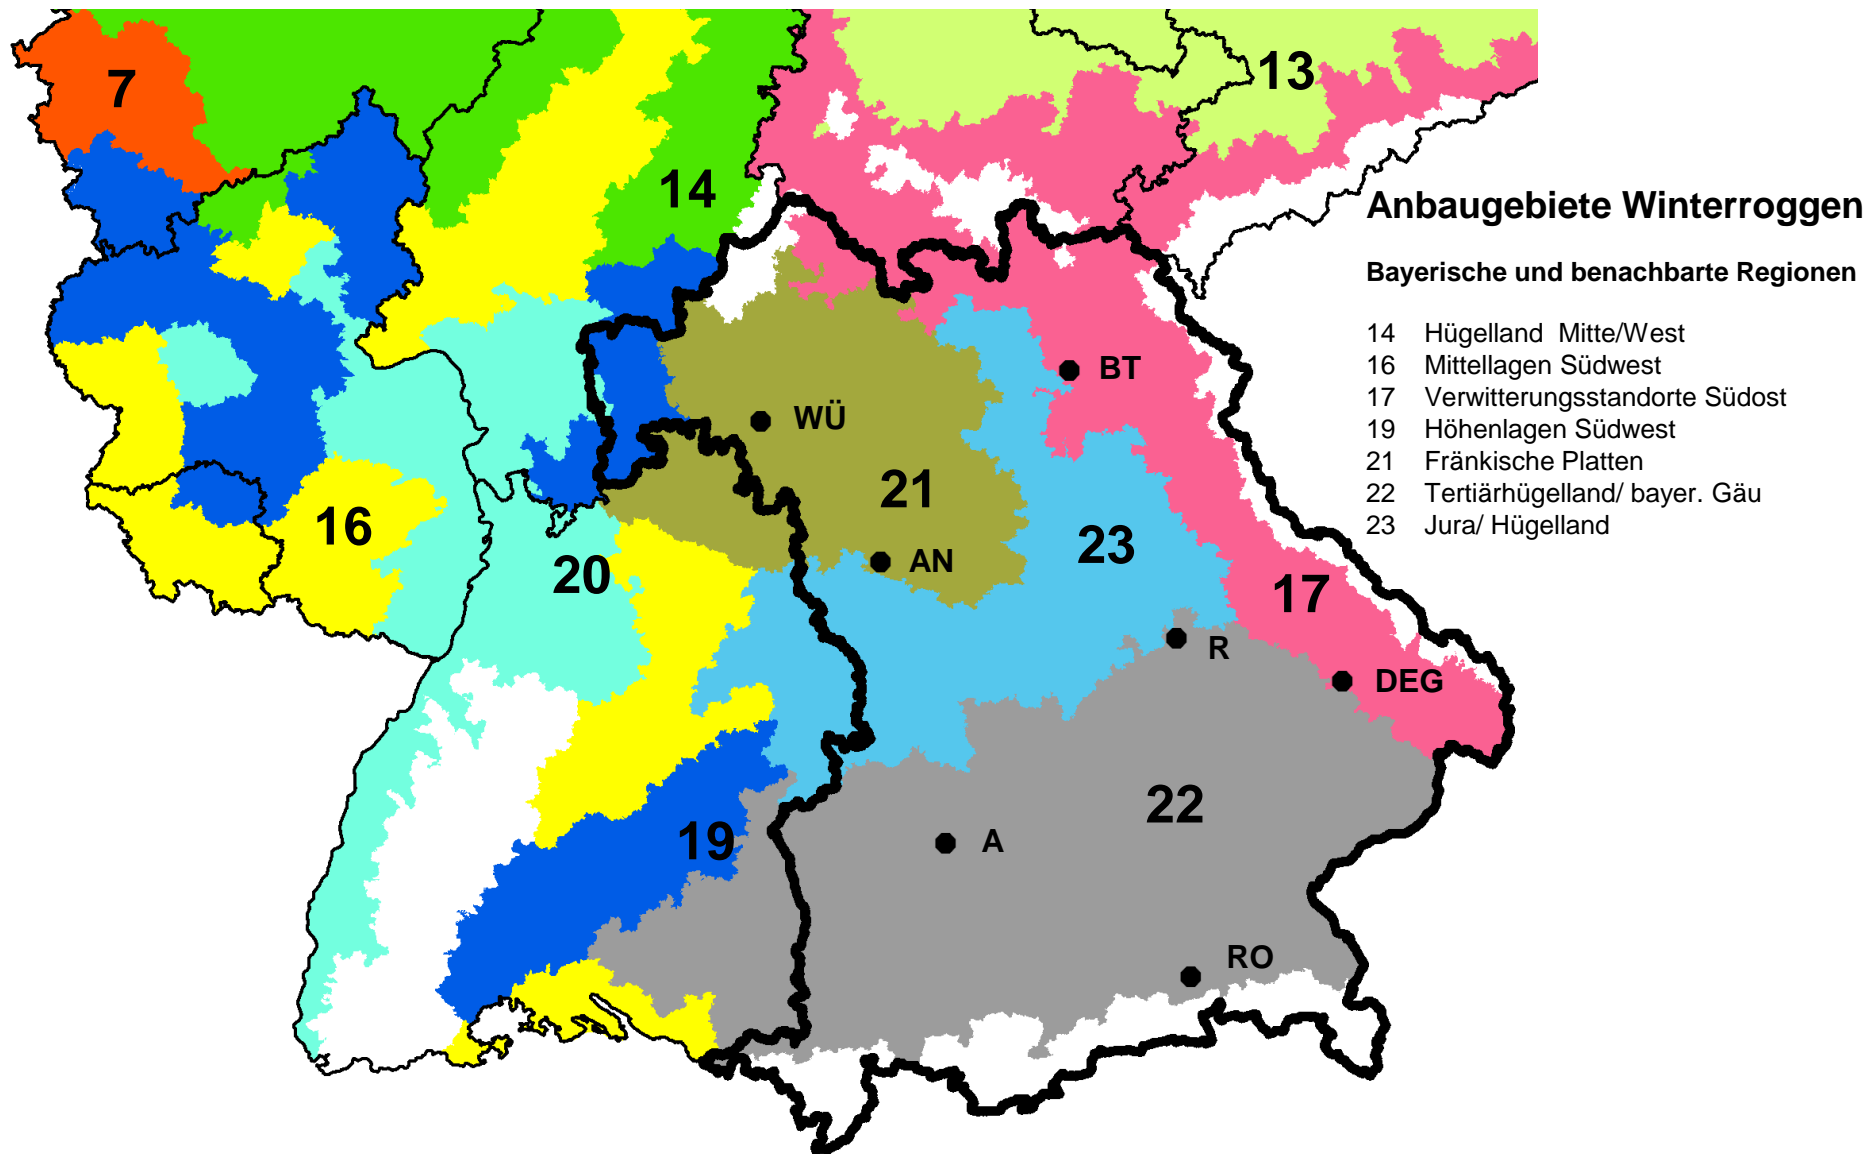 7
13
14
Anbaugebiete Winterroggen
Bayerische und benachbarte Regionen
14 Hügelland Mitte/West
16 Mittellagen Südwest
17 Verwitterungsstandorte Südost
19 Höhenlagen Südwest
21 Fränkische Platten
22 Tertiärhügelland/ bayer. Gäu
23 Jura/ Hügelland
BT
WÜ
21
16
23
AN
20
17
R
DEG
22
19
A
RO